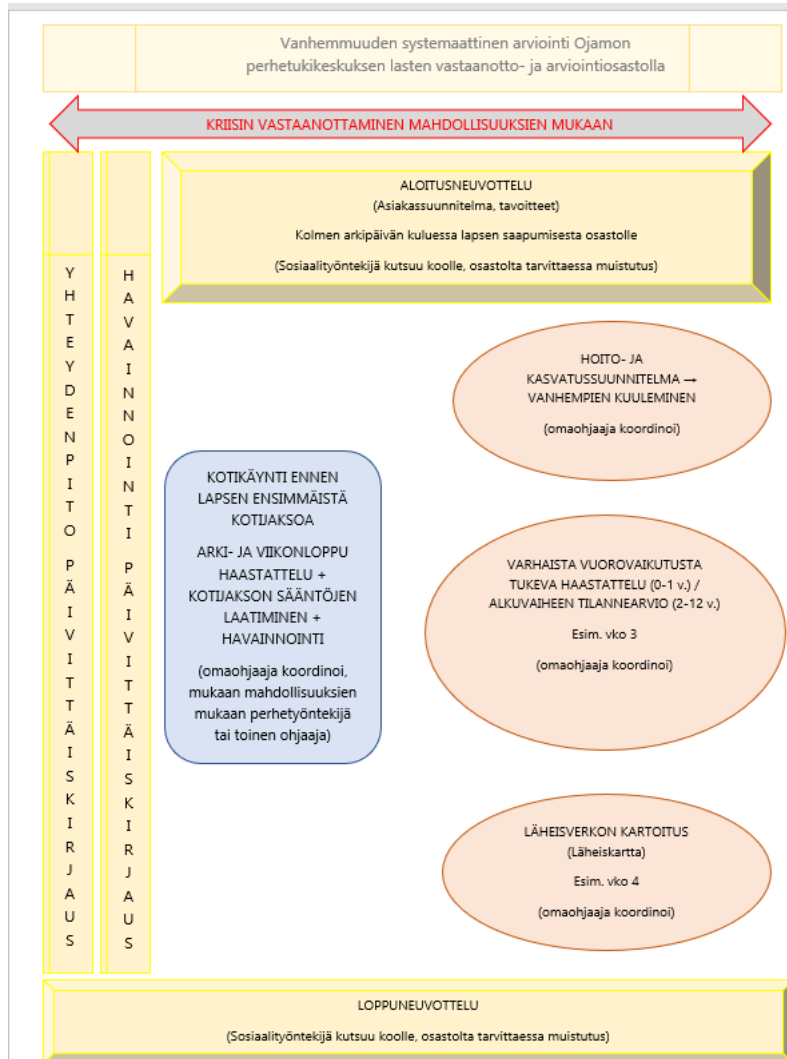 Vanhemmuuden systemaattinen arviointi Ojamon
perhetukikeskuksen lasten vastaanotto- ja arviointiosastolla
KRIISIN VASTAANOTTAMINEN MAHDOLLISUUKSIEN MUKAAN
YHTEYDENPITO PÄIVITTÄISKIRJAUS
HAVAINNOINTI PÄIVITTÄISKIRJAUS
ALOITUSNEUVOTTELU
(Asiakassuunnitelma, tavoitteet)
Kolmen arkipäivän kuluessa lapsen saapumisesta osastolle
(Sosiaalityöntekijä kutsuu koolle, osastolta tarvittaessa muistutus)
HOITO- JA
KASVATUSSUUNNITELMA →
VANHEMPIEN KUULEMINEN
(omaohjaaja koordinoi)
KOTIKÄYNTI ENNEN
LAPSEN ENSIMMÄISTÄ
KOTIJAKSOA
ARKI- JA VIIKONLOPPU
HAASTATTELU +
KOTIJAKSON SÄÄNTÖJEN
LAATIMINEN +
HAVAINNOINTI
(omaohjaaja koordinoi,
mukaan mahdollisuuksien
mukaan perhetyöntekijä
tai toinen ohjaaja)
VARHAISTA VUOROVAIKUTUSTA
TUKEVA HAASTATTELU (0-1 v.) /
ALKUVAIHEEN TILANNEARVIO (2-12 v.)
Esim. vko 3
(omaohjaaja koordinoi)
LÄHEISVERKON KARTOITUS
(Läheiskartta)
Esim. vko 4
(omaohjaaja koordinoi)
LOPPUNEUVOTTELU
(Sosiaalityöntekijä kutsuu koolle, osastolta tarvittaessa muistutus)